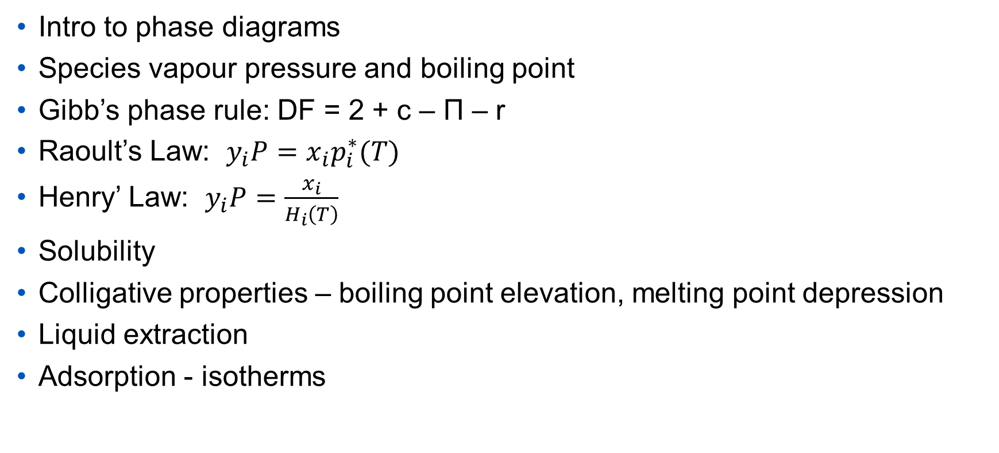 • Intro to phase diagrams
• Species vapour pressure and boiling point
• Gibb’s phase rule: DF = 2 + c – Π – r
• Raoult’s Law: $y_i P = x_i p_i^*(T)$
• Henry’ Law: $y_i P = \frac{x_i}{H_i(T)}$
• Solubility
• Colligative properties – boiling point elevation, melting point depression
• Liquid extraction
• Adsorption - isotherms